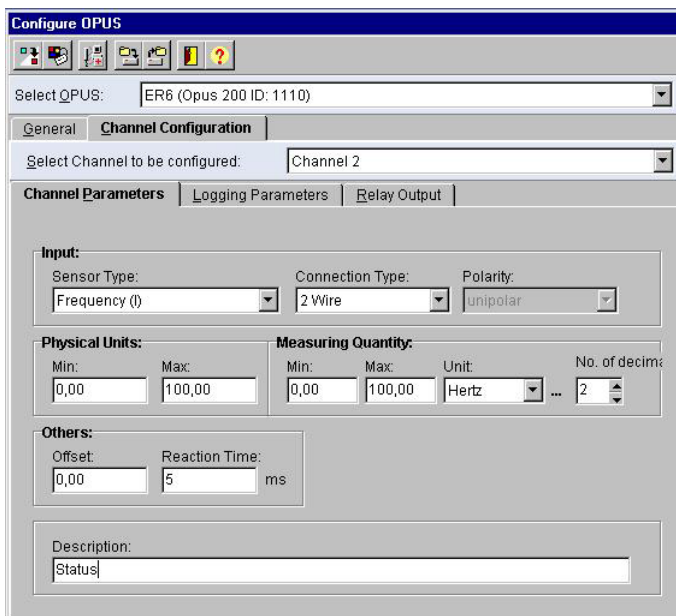 Configure OPUS
Select OPUS: ER6 (Opus 200 ID: 1110)
General Channel Configuration
Select Channel to be configured: Channel 2
Channel Parameters Logging Parameters Relay Output
Input:
Sensor Type: Connection Type: Polarity:
Frequency (I) 2 Wire unipolar
Physical Units: Measuring Quantity:
Min: Max: Min: Max: Unit: No. of decima
0,00 100,00 0,00 100,00 Hertz ... 2
Others:
Offset: Reaction Time:
0,00 5 ms
Description:
Status